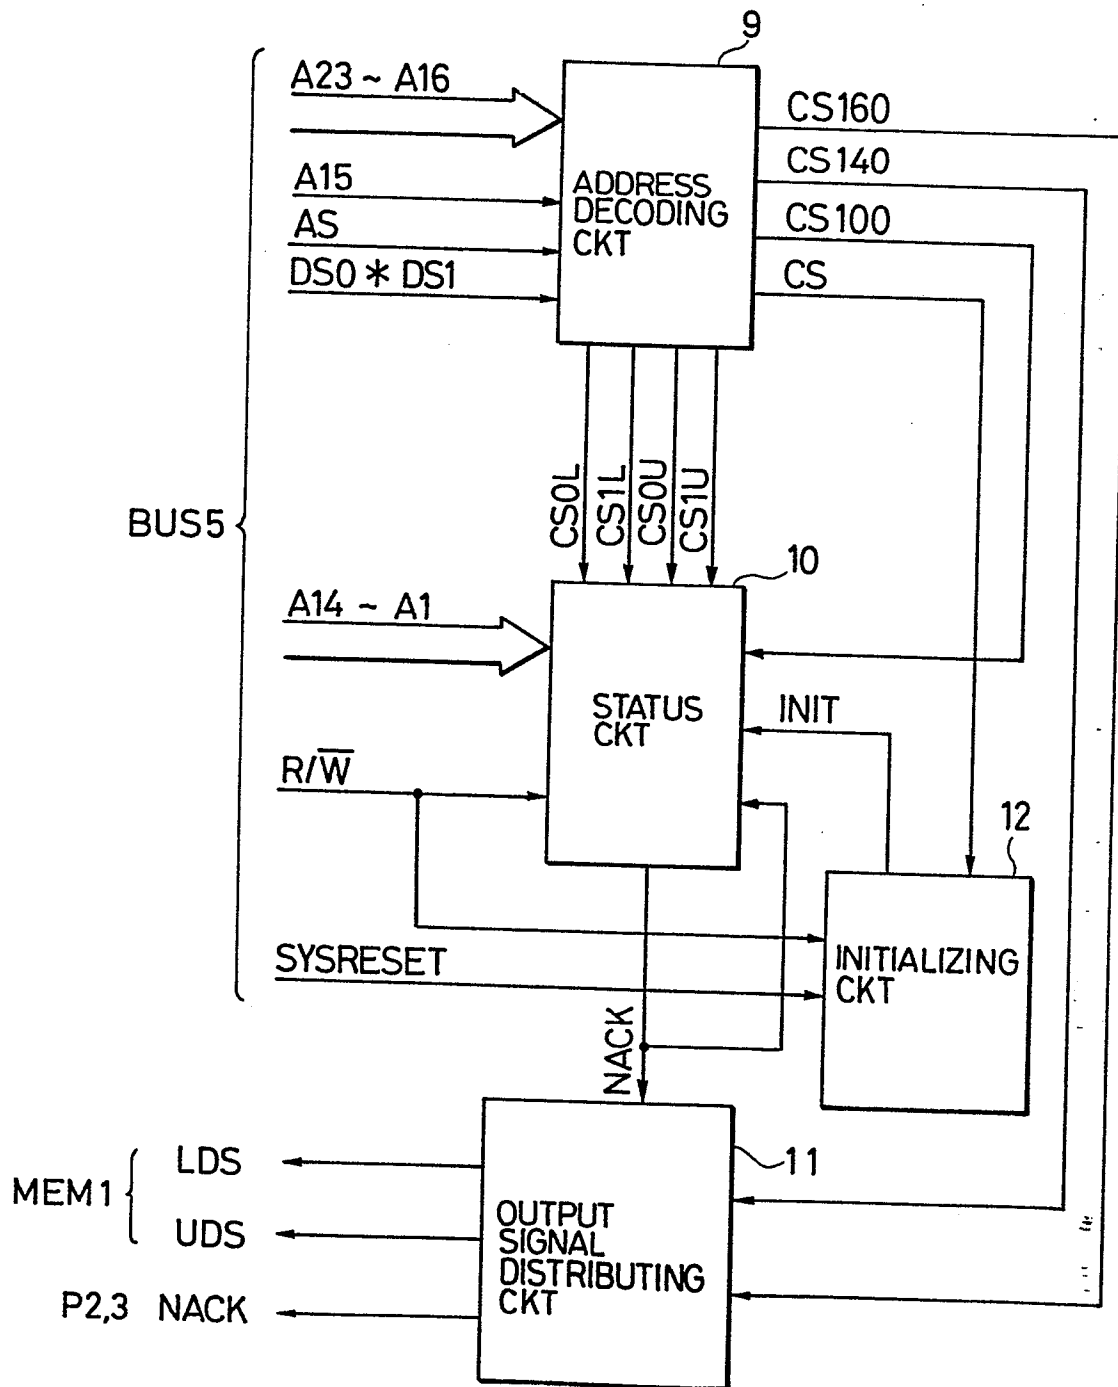 9
A23 ~ A16
CS160
CS140
A15
ADDRESS
DECODING
CKT
CS100
AS
CS
DS0 * DS1
CS0L
CS1L
CS0U
CS1U
BUS5
10
A14 ~ A1
STATUS
CKT
INIT
R/W̅
12
SYSRESET
INITIALIZING
CKT
NACK
11
MEM1
LDS
UDS
OUTPUT
SIGNAL
DISTRIBUTING
CKT
P2,3 NACK